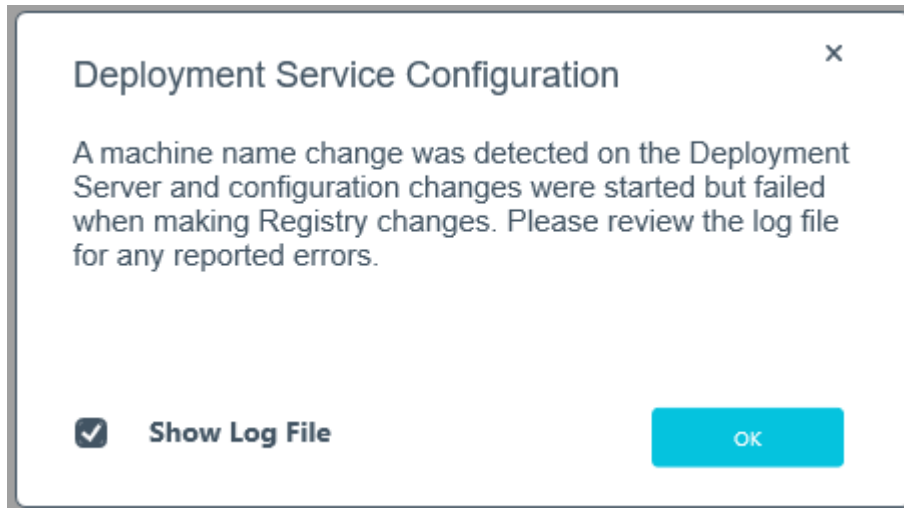 Deployment Service Configuration
A machine name change was detected on the Deployment
Server and configuration changes were started but failed
when making Registry changes. Please review the log file
for any reported errors.
Show Log File
OK